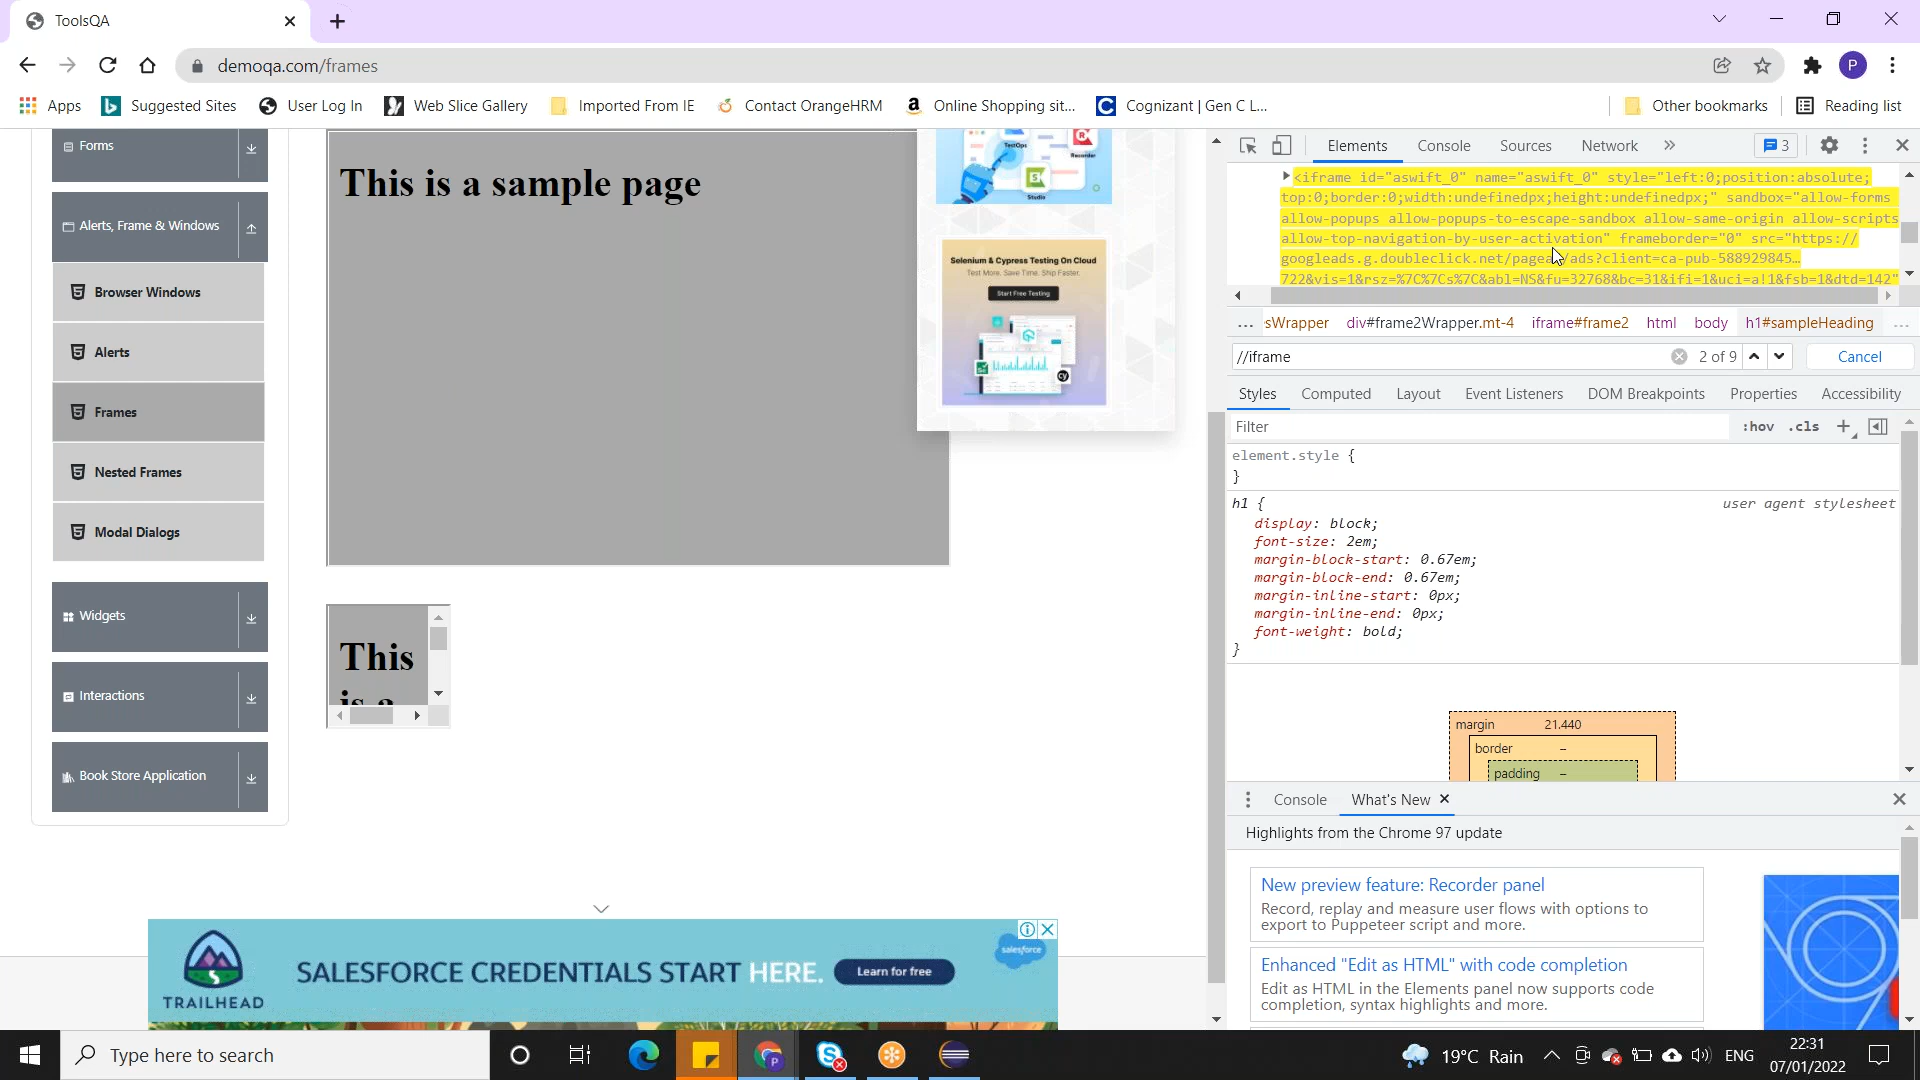 ToolsQA
demoqa.com/frames
Apps
Suggested Sites
User Log In
Web Slice Gallery
Imported From IE
Contact OrangeHRM
Online Shopping sit...
Cognizant | Gen C L...
Other bookmarks
Reading list
Forms
Alerts, Frame & Windows
Browser Windows
Alerts
Frames
Nested Frames
Modal Dialogs
Widgets
Interactions
Book Store Application
This is a sample page
This
is a
TestOps
Recorder
Studio
Selenium & Cypress Testing On Cloud
Test More. Save Time. Ship Faster.
Start Free Testing
TRAILHEAD
SALESFORCE CREDENTIALS START HERE.
Learn for free
salesforce
Elements
Console
Sources
Network
3
<iframe id="aswift_0" name="aswift_0" style="left:0;position:absolute;
top:0;border:0;width:undefinedpx;height:undefinedpx;" sandbox="allow-forms
allow-popups allow-popups-to-escape-sandbox allow-same-origin allow-scripts
allow-top-navigation-by-user-activation" frameborder="0" src="https://
googleads.g.doubleclick.net/pagead/ads?client=ca-pub-588929845…
722&vis=1&rsz=%7C%7Cs%7C&abl=NS&fu=32768&bc=31&ifi=1&uci=a!1&fsb=1&dtd=142"
... sWrapper div#frame2Wrapper.mt-4 iframe#frame2 html body h1#sampleHeading ...
//iframe
2 of 9
Cancel
Styles
Computed
Layout
Event Listeners
DOM Breakpoints
Properties
Accessibility
Filter
:hov
.cls
element.style {
}
h1 {
user agent stylesheet
display: block;
font-size: 2em;
margin-block-start: 0.67em;
margin-block-end: 0.67em;
margin-inline-start: 0px;
margin-inline-end: 0px;
font-weight: bold;
}
margin
21.440
border
–
padding
–
Console
What's New
Highlights from the Chrome 97 update
New preview feature: Recorder panel
Record, replay and measure user flows with options to
export to Puppeteer script and more.
Enhanced "Edit as HTML" with code completion
Edit as HTML in the Elements panel now supports code
completion, syntax highlights and more.
Type here to search
19°C Rain
ENG
22:31
07/01/2022